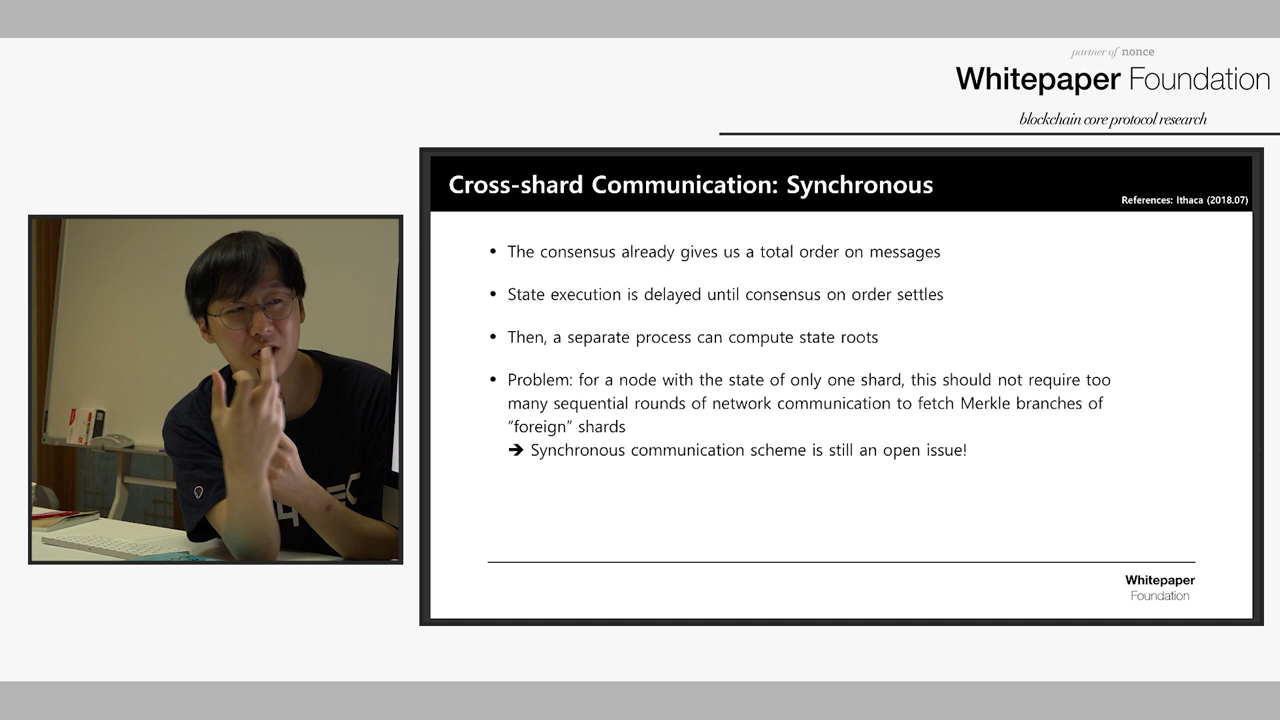 partner of nonce
Whitepaper Foundation
blockchain core protocol research
Cross-shard Communication: Synchronous
References: Ithaca (2018.07)
• The consensus already gives us a total order on messages
• State execution is delayed until consensus on order settles
• Then, a separate process can compute state roots
• Problem: for a node with the state of only one shard, this should not require too
many sequential rounds of network communication to fetch Merkle branches of
“foreign” shards
➔ Synchronous communication scheme is still an open issue!
Whitepaper
Foundation